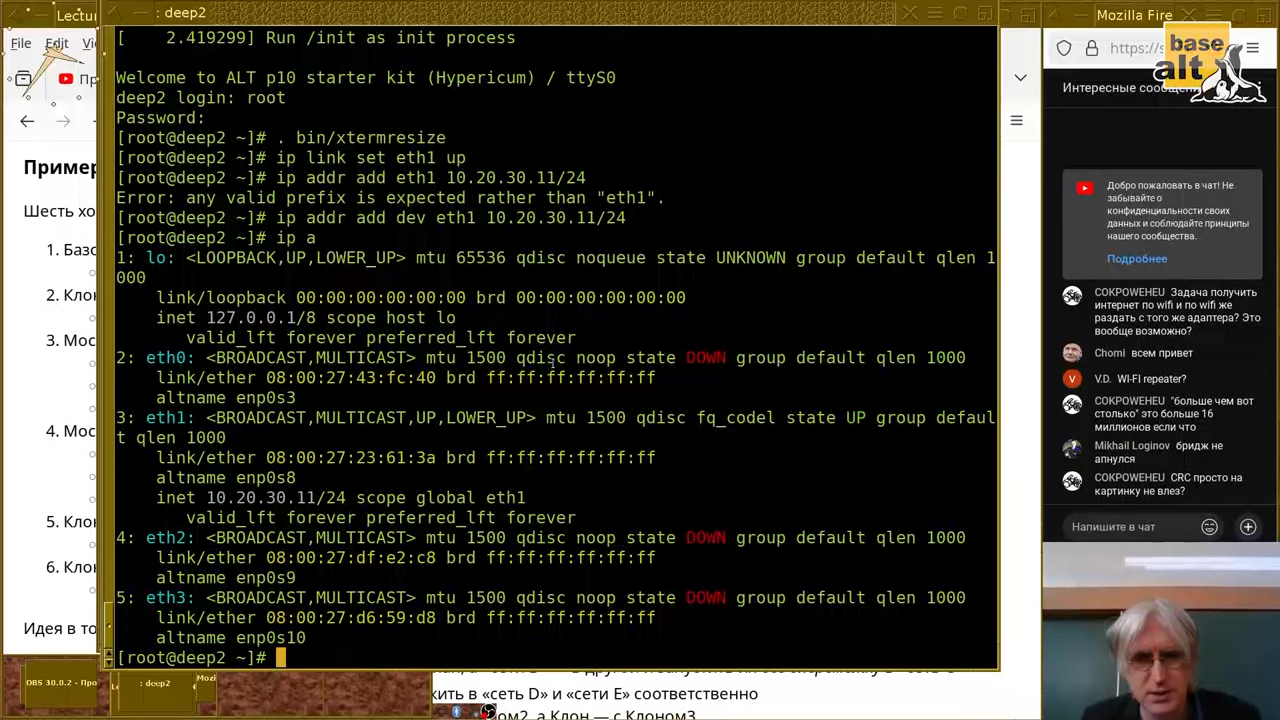 Lectu
: deep2
Mozilla Fire
File Edit Vi
https://s
base
alt
Пр
Интересные сообщен
Пример
Шесть хо
1. Базо
2. Клон
3. Мос
4. Мос
5. Клон
6. Клон
Идея в то
[    2.419299] Run /init as init process
Welcome to ALT p10 starter kit (Hypericum) / ttyS0
deep2 login: root
Password:
[root@deep2 ~]# . bin/xtermresize
[root@deep2 ~]# ip link set eth1 up
[root@deep2 ~]# ip addr add eth1 10.20.30.11/24
Error: any valid prefix is expected rather than "eth1".
[root@deep2 ~]# ip addr add dev eth1 10.20.30.11/24
[root@deep2 ~]# ip a
1: lo: <LOOPBACK,UP,LOWER_UP> mtu 65536 qdisc noqueue state UNKNOWN group default qlen 1
000
link/loopback 00:00:00:00:00:00 brd 00:00:00:00:00:00
inet 127.0.0.1/8 scope host lo
valid_lft forever preferred_lft forever
2: eth0: <BROADCAST,MULTICAST> mtu 1500 qdisc noop state DOWN group default qlen 1000
link/ether 08:00:27:43:fc:40 brd ff:ff:ff:ff:ff:ff
altname enp0s3
3: eth1: <BROADCAST,MULTICAST,UP,LOWER_UP> mtu 1500 qdisc fq_codel state UP group defaul
t qlen 1000
link/ether 08:00:27:23:61:3a brd ff:ff:ff:ff:ff:ff
altname enp0s8
inet 10.20.30.11/24 scope global eth1
valid_lft forever preferred_lft forever
4: eth2: <BROADCAST,MULTICAST> mtu 1500 qdisc noop state DOWN group default qlen 1000
link/ether 08:00:27:df:e2:c8 brd ff:ff:ff:ff:ff:ff
altname enp0s9
5: eth3: <BROADCAST,MULTICAST> mtu 1500 qdisc noop state DOWN group default qlen 1000
link/ether 08:00:27:d6:59:d8 brd ff:ff:ff:ff:ff:ff
altname enp0s10
[root@deep2 ~]#
Добро пожаловать в чат! Не
забывайте о
конфиденциальности своих
данных и соблюдайте принципы
нашего сообщества.
Подробнее
COKPOWEHEU Задача получить
интернет по wifi и по wifi же
раздать с того же адаптера? Это
вообще возможно?
Chomi всем привет
V.D. WI-FI repeater?
COKPOWEHEU "больше чем вот
столько" это больше 16
миллионов если что
Mikhail Loginov бридж не
апнулся
COKPOWEHEU CRC просто на
картинку не влез?
Напишите в чат
OBS 30.0.2 - Про
: deep2
Mozi
кить в «сеть D» и «сети E» соответственно
ном2, а Клон — с Клоном3